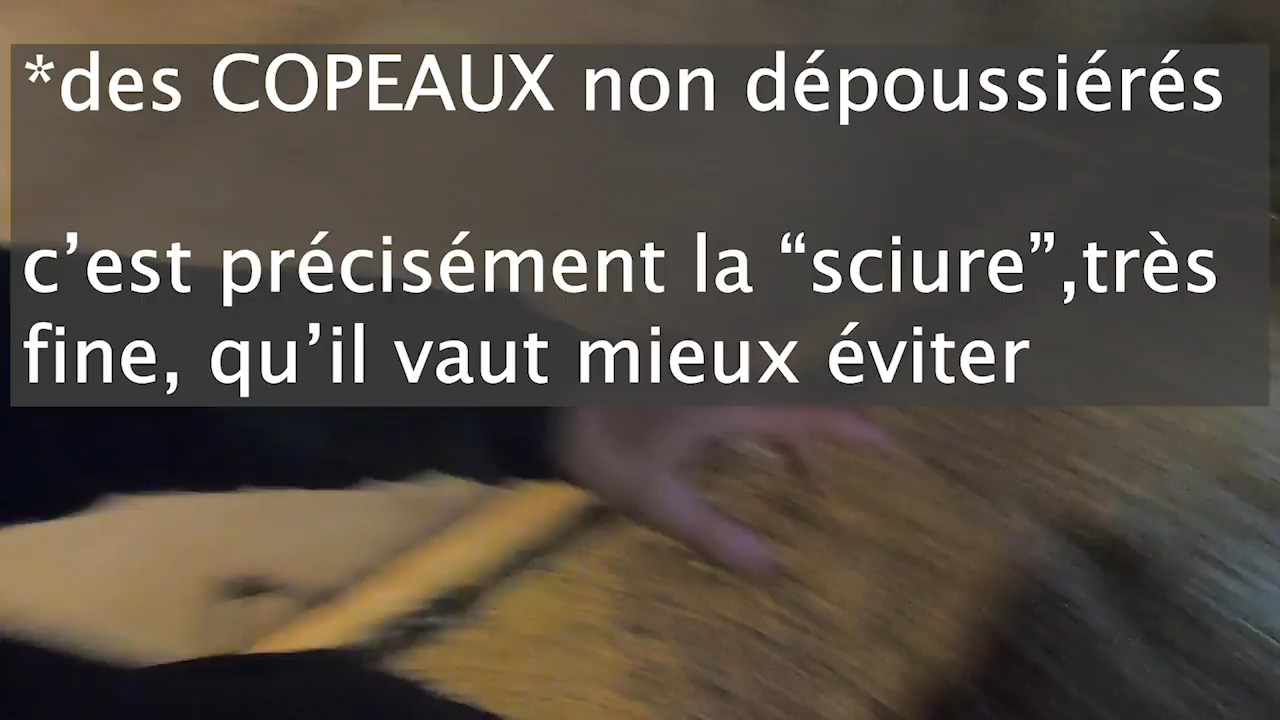 *des COPEAUX non dépoussiérés
c’est précisément la “sciure”,très
fine, qu’il vaut mieux éviter